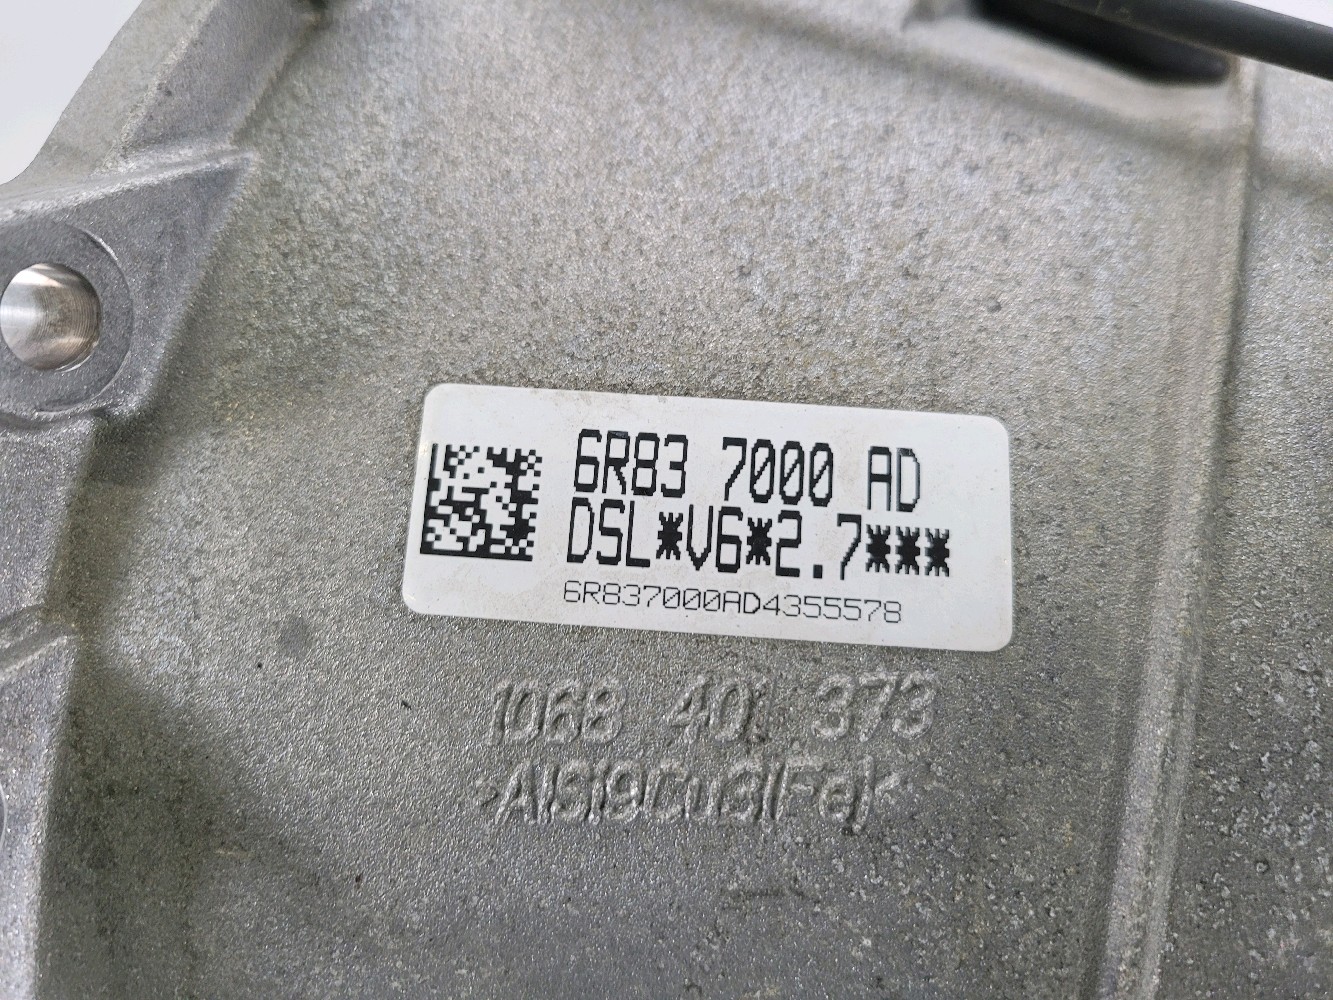 6R83 7000 AD
DSL*V6*2.7***
6R837000AD4355578
1068 401 373
>AlSi9Cu3(Fe)<